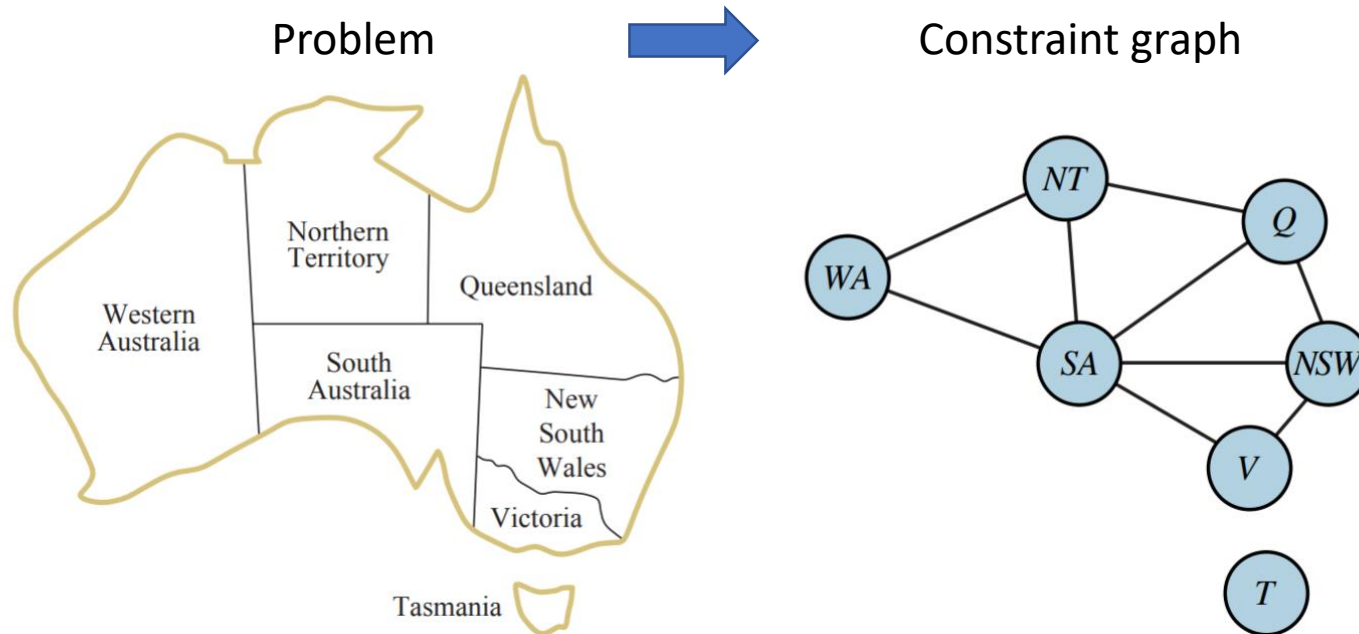 Problem
Constraint graph
Northern
Territory
Western
Australia
Queensland
South
Australia
New
South
Wales
Victoria
Tasmania
NT
Q
WA
SA
NSW
V
T